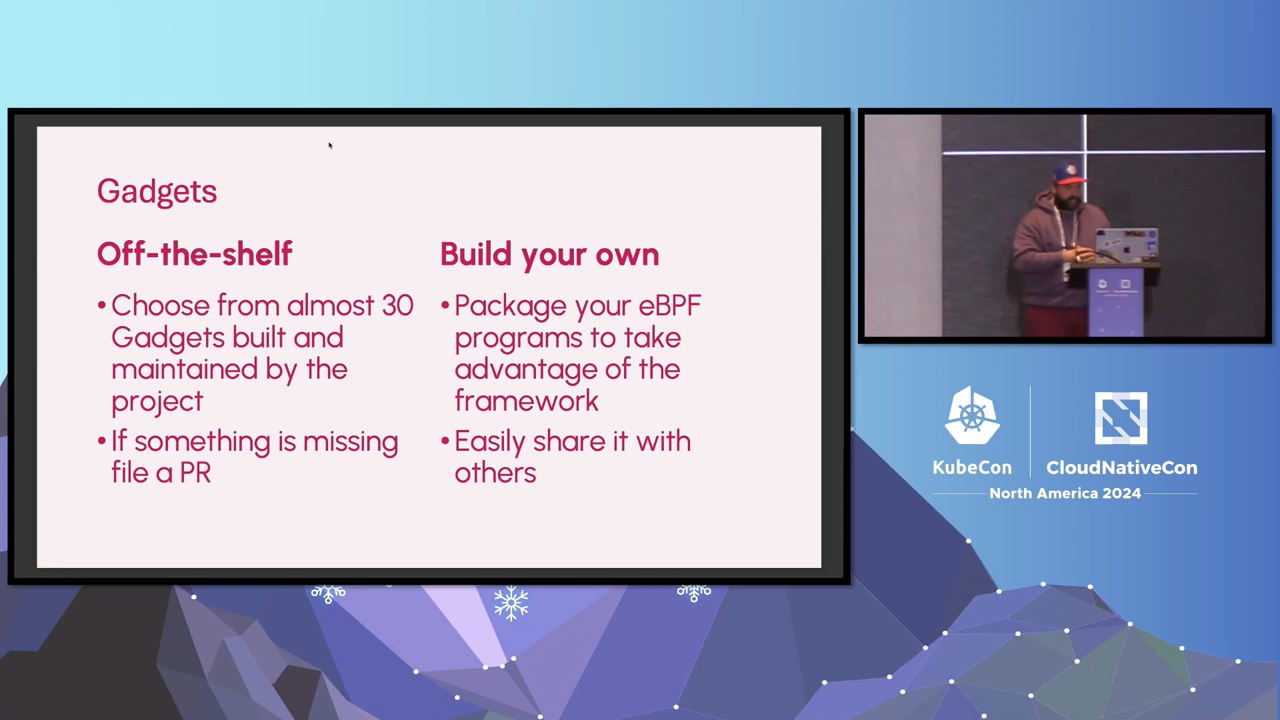 Gadgets
Off-the-shelf
• Choose from almost 30
Gadgets built and
maintained by the
project
• If something is missing
file a PR
Build your own
• Package your eBPF
programs to take
advantage of the
framework
• Easily share it with
others
KubeCon
CloudNativeCon
North America 2024